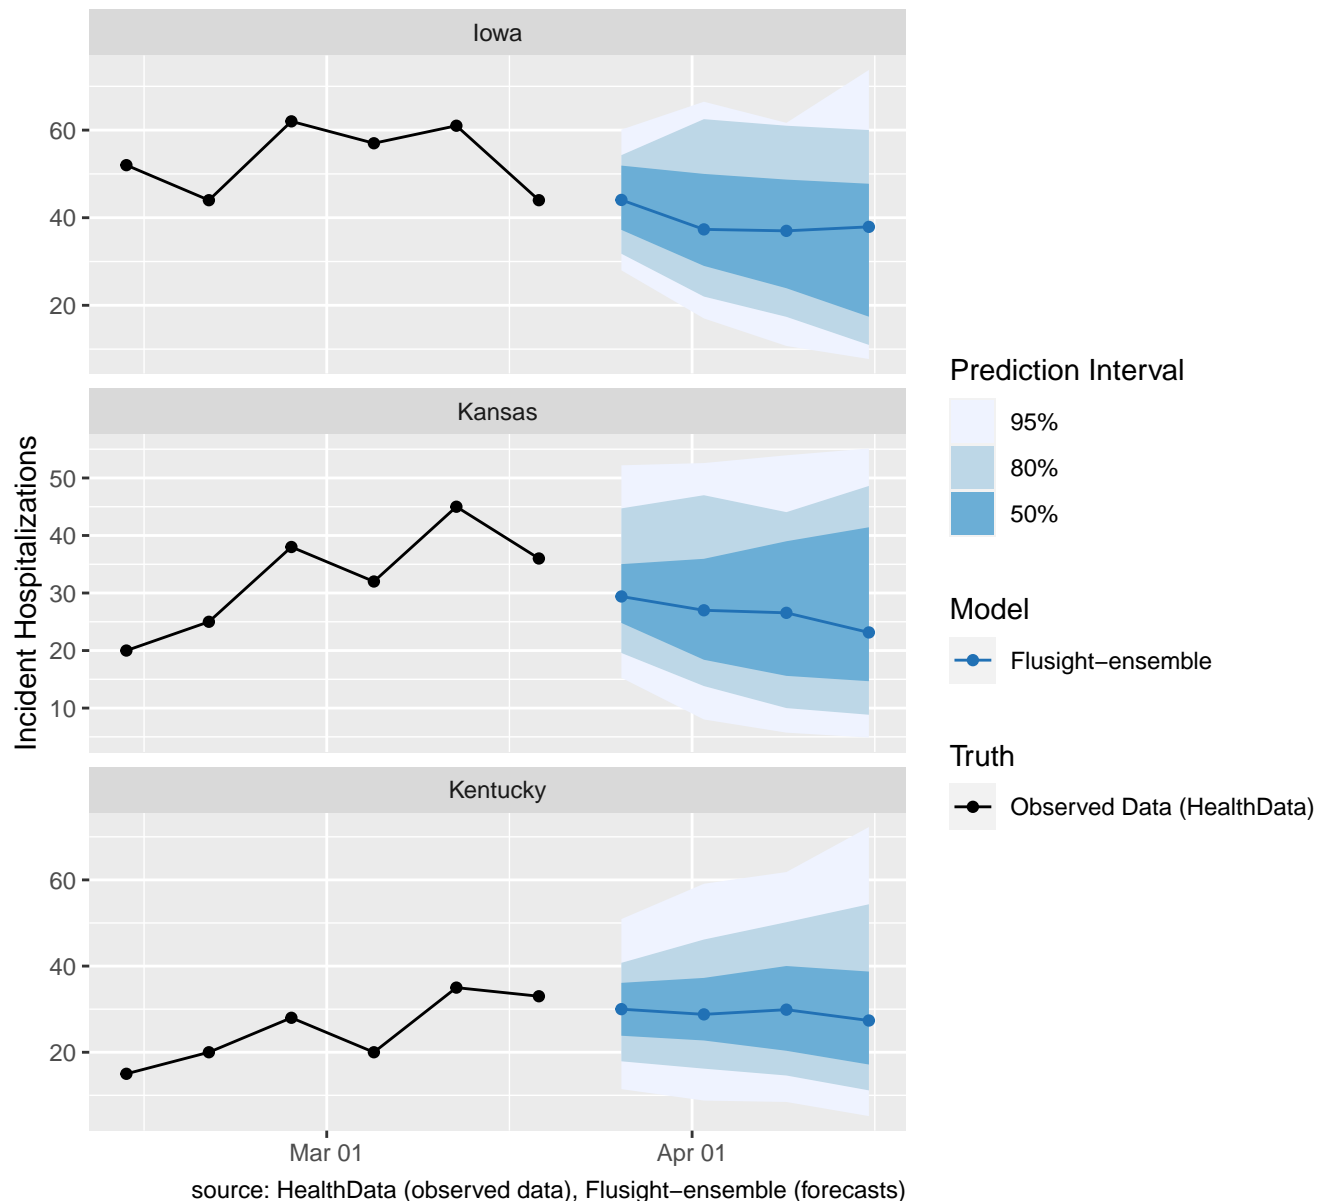 Iowa
60
40
20
Kansas
50
40
30
20
10
Kentucky
60
40
20
Mar 01
Apr 01
Incident Hospitalizations
source: HealthData (observed data), Flusight−ensemble (forecasts)
Prediction Interval
95%
80%
50%
Model
Flusight−ensemble
Truth
Observed Data (HealthData)